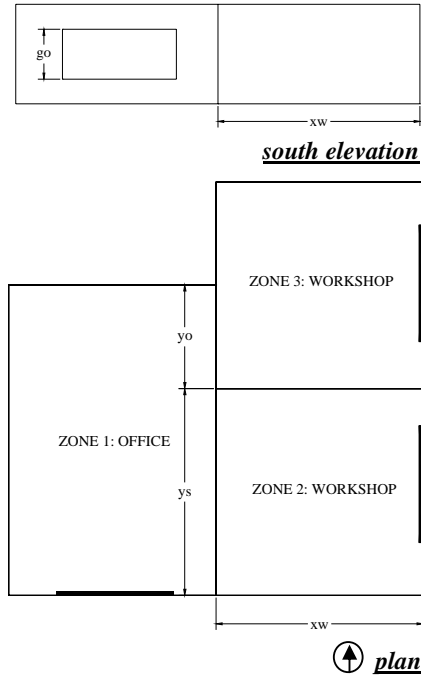 go
xw
south elevation
ZONE 3: WORKSHOP
yo
ZONE 1: OFFICE
ys
ZONE 2: WORKSHOP
xw
plan